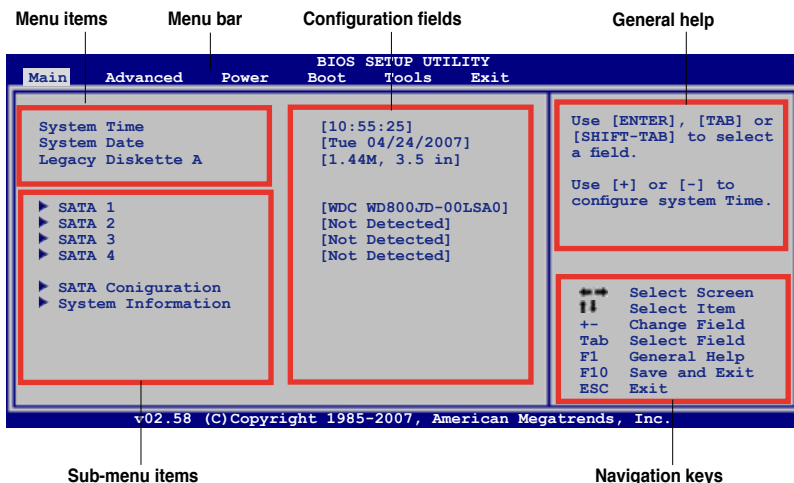 Menu items Menu bar Configuration fields General help
BIOS SETUP UTILITY
Main Advanced Power Boot Tools Exit
System Time [10:55:25]
System Date [Tue 04/24/2007]
Legacy Diskette A [1.44M, 3.5 in]
SATA 1 [WDC WD800JD-00LSA0]
SATA 2 [Not Detected]
SATA 3 [Not Detected]
SATA 4 [Not Detected]
SATA Coniguration
System Information
Use [ENTER], [TAB] or
[SHIFT-TAB] to select
a field.
Use [+] or [-] to
configure system Time.
Select Screen
Select Item
+- Change Field
Tab Select Field
F1 General Help
F10 Save and Exit
ESC Exit
v02.58 (C)Copyright 1985-2007, American Megatrends, Inc.
Sub-menu items Navigation keys